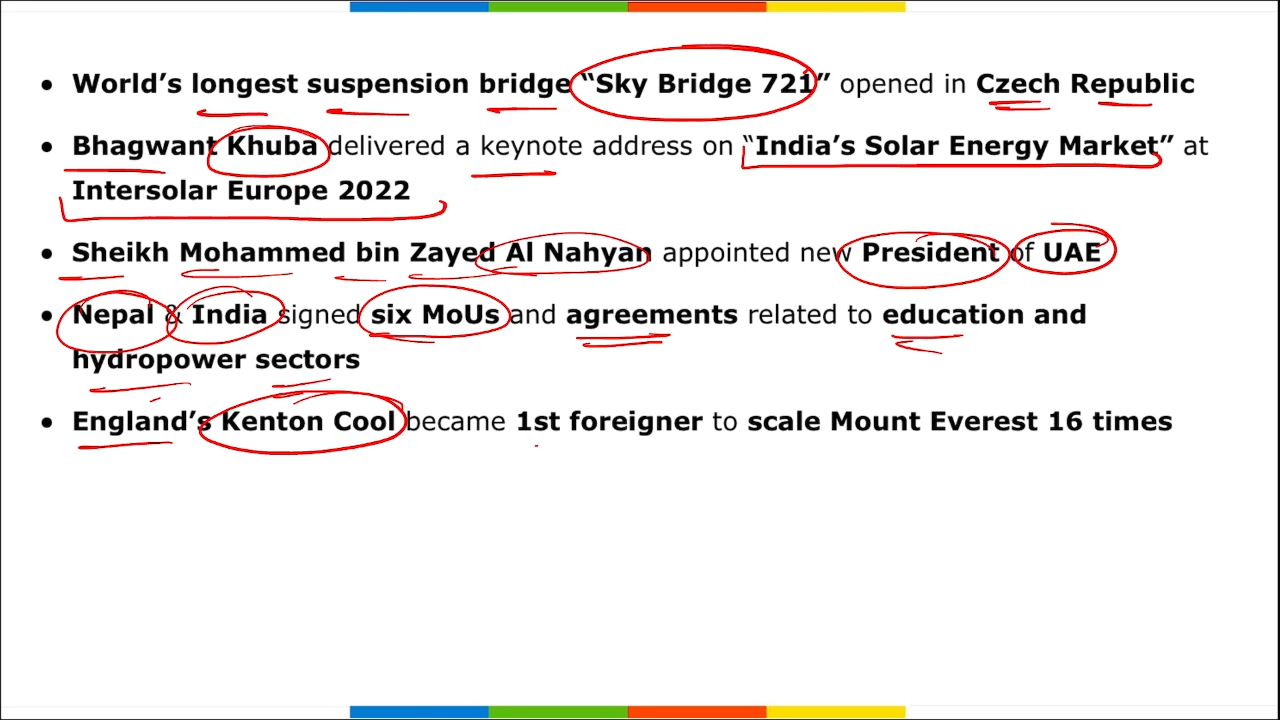 • World's longest suspension bridge “Sky Bridge 721” opened in Czech Republic
• Bhagwant Khuba delivered a keynote address on “India's Solar Energy Market” at
Intersolar Europe 2022
• Sheikh Mohammed bin Zayed Al Nahyan appointed new President of UAE
• Nepal & India signed six MoUs and agreements related to education and
hydropower sectors
• England's Kenton Cool became 1st foreigner to scale Mount Everest 16 times